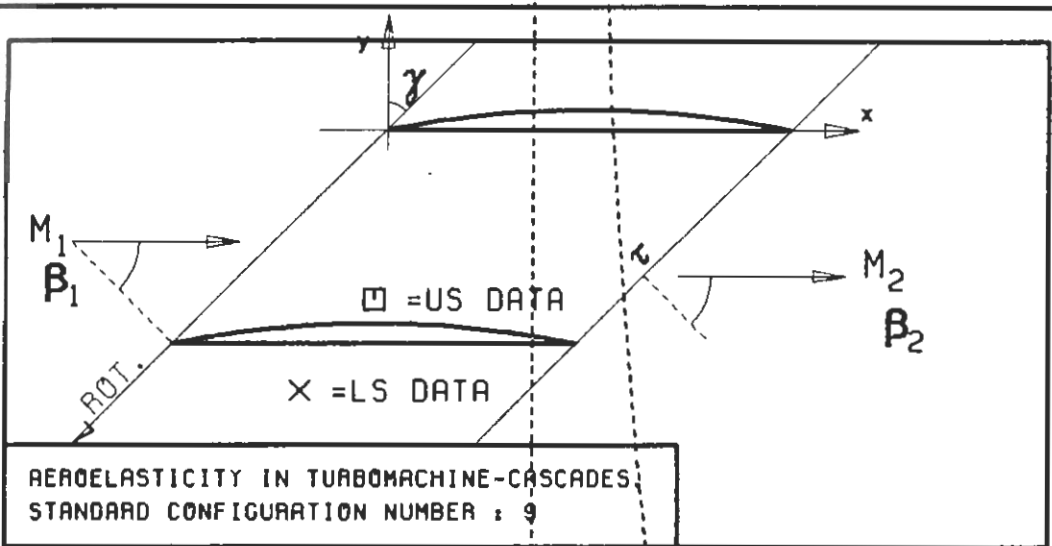 y
γ
x
M1
β1
τ
M2
β2
□ =US DATA
ROT.
× =LS DATA
AEROELASTICITY IN TURBOMACHINE-CASCADES.
STANDARD CONFIGURATION NUMBER : 9